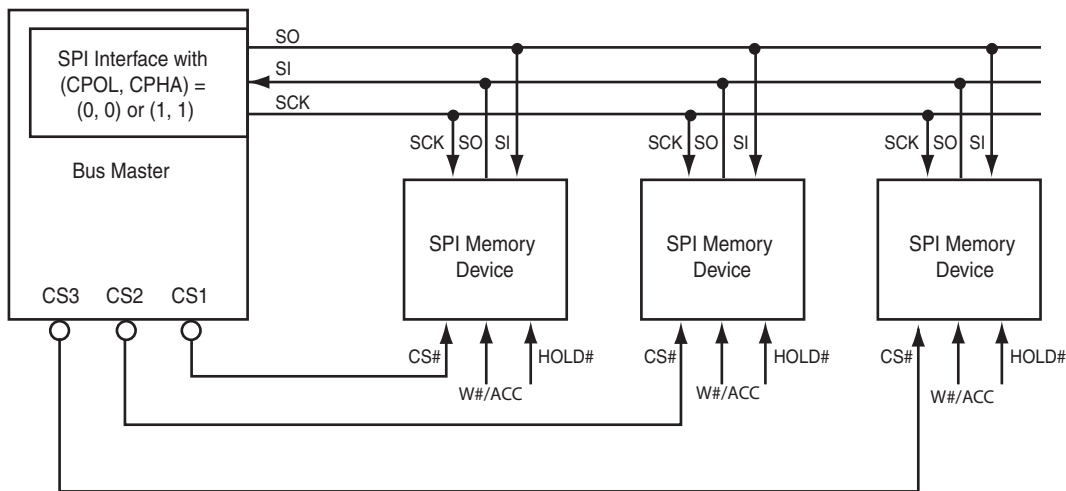 SPI Interface with
(CPOL, CPHA) =
(0, 0) or (1, 1)
Bus Master
SO
SI
SCK
SCK SO SI
SCK SO SI
SCK SO SI
SPI Memory
Device
SPI Memory
Device
SPI Memory
Device
CS3 CS2 CS1
CS#
W#/ACC
HOLD#
CS#
W#/ACC
HOLD#
CS#
W#/ACC
HOLD#